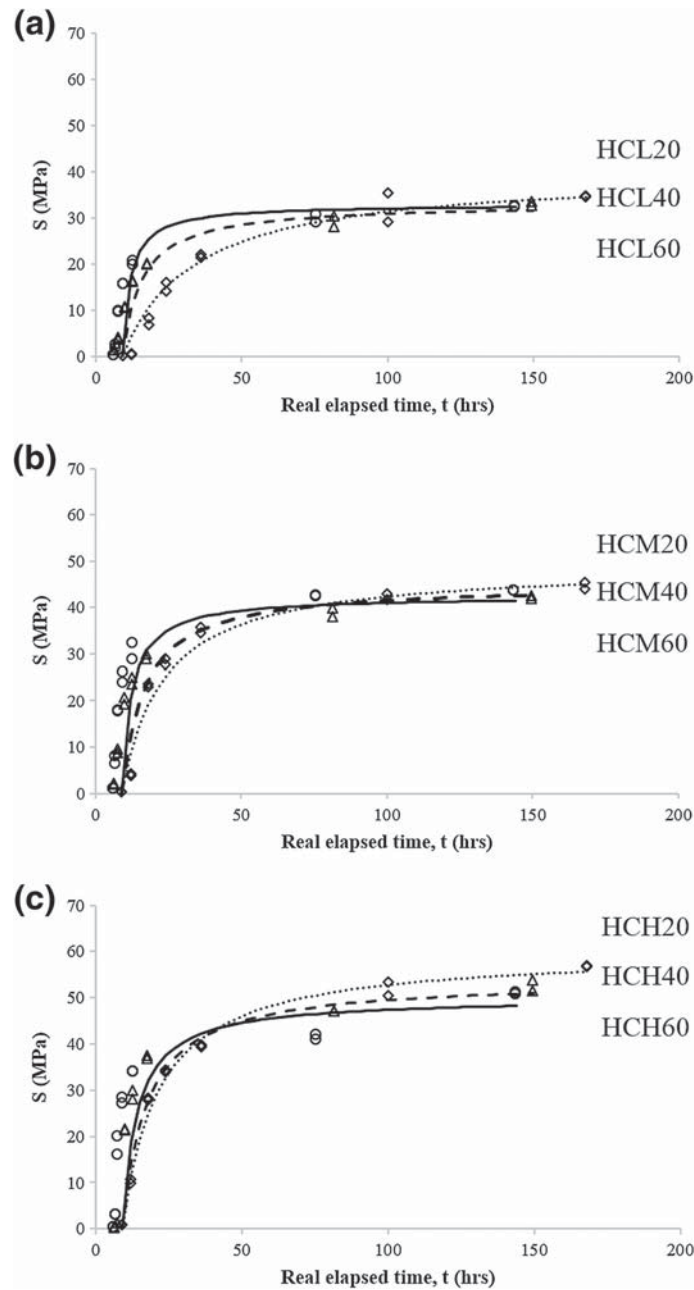 (a)
70
60
50
40
30
20
10
0
S (MPa)
HCL20
HCL40
HCL60
0 50 100 150 200
Real elapsed time, t (hrs)
(b)
70
60
50
40
30
20
10
0
S (MPa)
HCM20
HCM40
HCM60
0 50 100 150 200
Real elapsed time, t (hrs)
(c)
70
60
50
40
30
20
10
0
S (MPa)
HCH20
HCH40
HCH60
0 50 100 150 200
Real elapsed time, t (hrs)